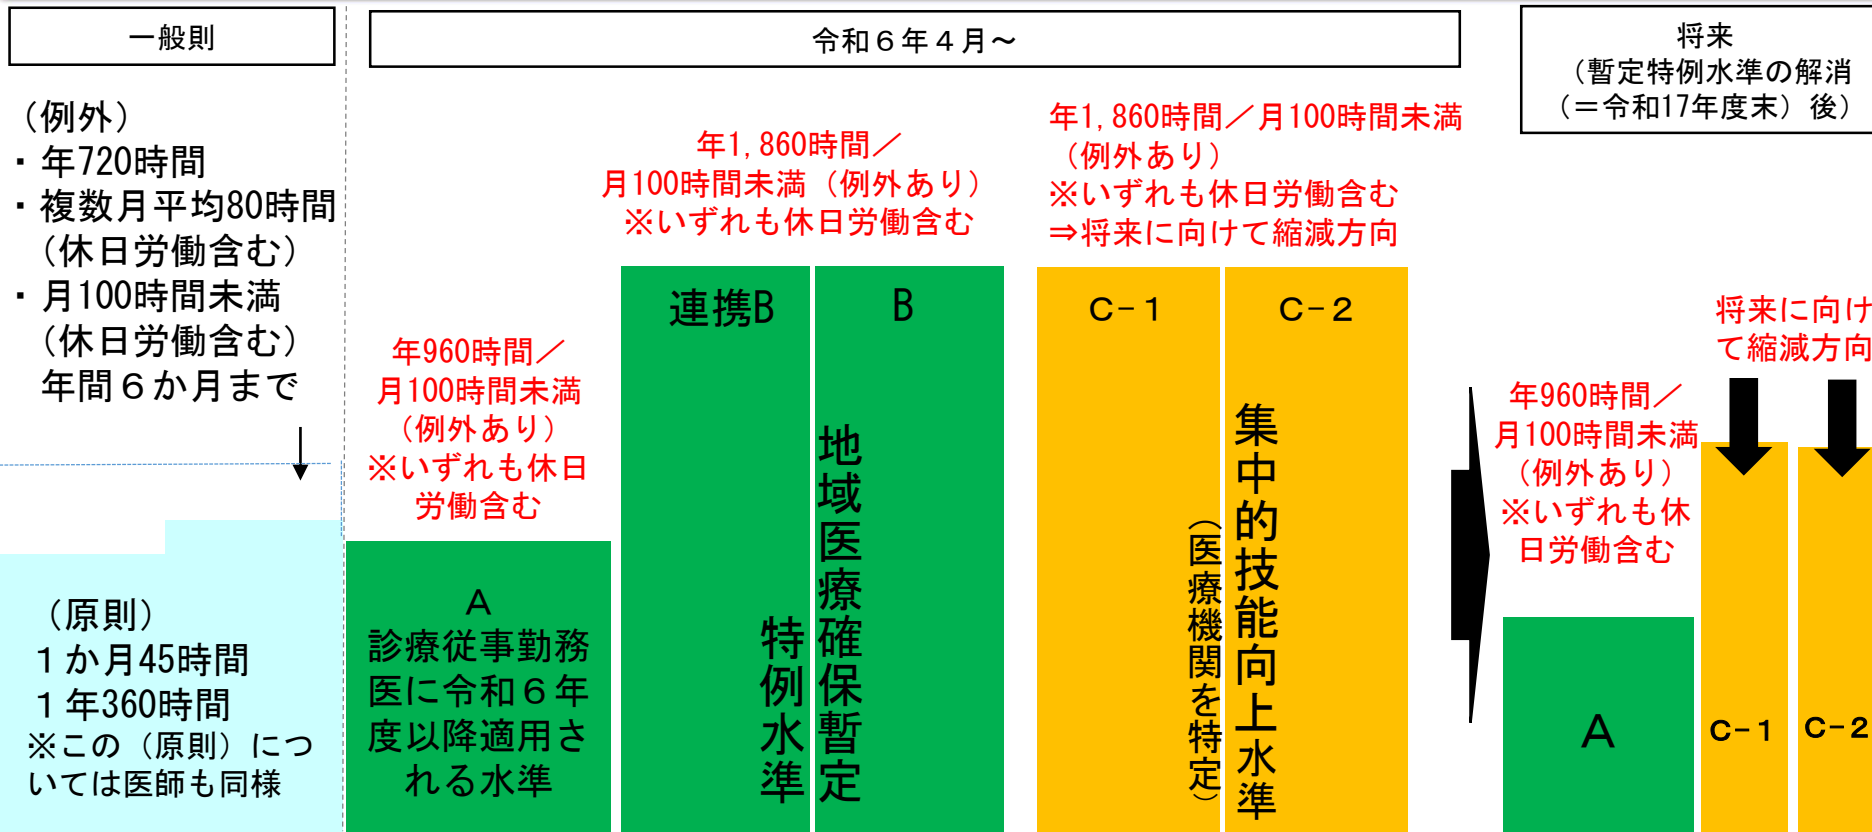 一般則
（例外）
・年720時間
・複数月平均80時間
（休日労働含む）
・月100時間未満
（休日労働含む）
年間６か月まで
（原則）
１か月45時間
１年360時間
※この（原則）につ
いては医師も同様
令和６年４月～
年960時間／
月100時間未満
（例外あり）
※いずれも休日
労働含む
A
診療従事勤務
医に令和６年
度以降適用さ
れる水準
年1,860時間／
月100時間未満（例外あり）
※いずれも休日労働含む
連携B
B
地域医療確保暫定
特例水準
年1,860時間／月100時間未満
（例外あり）
※いずれも休日労働含む
⇒将来に向けて縮減方向
C-1
C-2
集中的技能向上水準
（医療機関を特定）
将来
（暫定特例水準の解消
（＝令和17年度末）後）
将来に向け
て縮減方向
年960時間／
月100時間未満
（例外あり）
※いずれも休
日労働含む
A
C-1
C-2